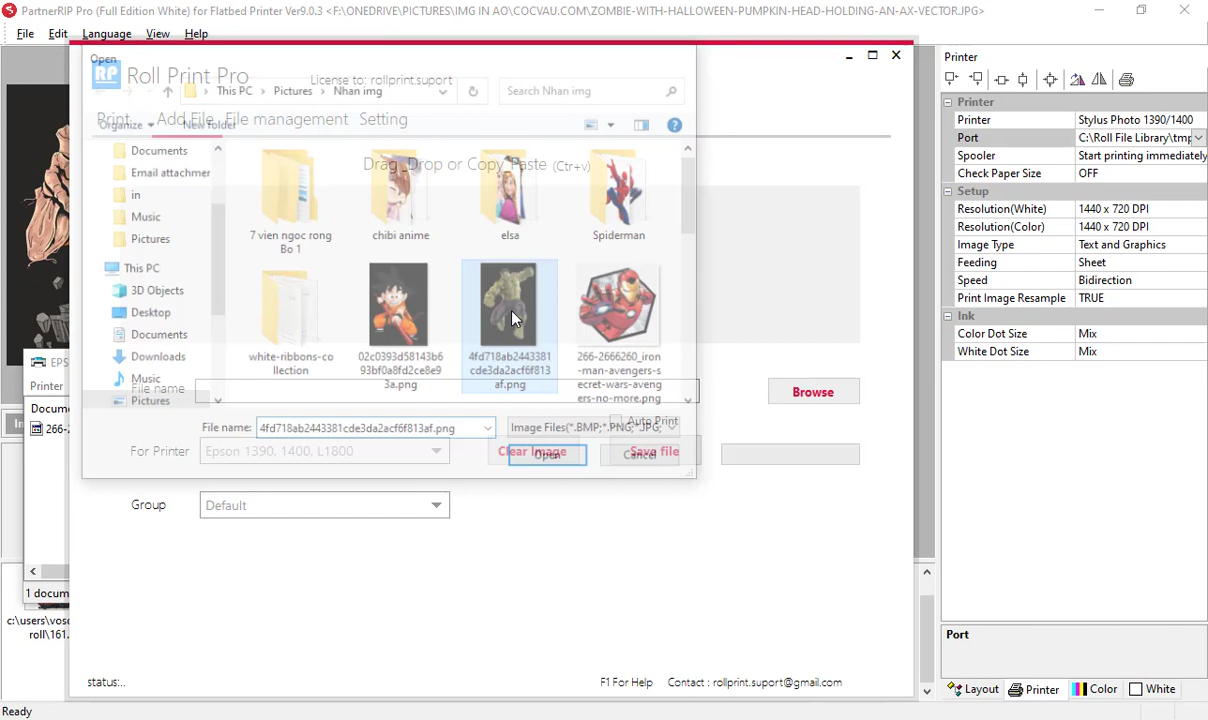 PartnerRIP Pro (Full Edition White) for Flatbed Printer Ver9.0.3 <F:\ONEDRIVE\PICTURES\IMG IN AO\COCVAU.COM\ZOMBIE-WITH-HALLOWEEN-PUMPKIN-HEAD-HOLDING-AN-AX-VECTOR.JPG>
File Edit Language View Help
Open
Roll Print Pro
License to: rollprint.suport
This PC > Pictures > Nhan img
Search Nhan img
Print Add File File management Setting
Organize New folder
Drag, Drop or Copy Paste (Ctr+v)
Documents
Email attachmer
in
Music
Pictures
This PC
3D Objects
Desktop
Documents
Downloads
Music
Pictures
7 vien ngoc rong
Bo 1
chibi anime
elsa
Spiderman
white-ribbons-co
llection
02c0393d58143b6
93bf0a8fd2ce8e9
3a.png
4fd718ab2443381
cde3da2acf6f813
af.png
266-2666260_iron
-man-avengers-s
ecret-wars-aveng
ers-no-more.png
File name
Browse
File name: 4fd718ab2443381cde3da2acf6f813af.png
Image Files(*.BMP;*.PNG;*.JPG;
Auto Print
Open Cancel
For Printer Epson 1390, 1400, L1800
Clear Image Save file
Group Default
status:..
F1 For Help Contact : rollprint.suport@gmail.com
EPS
Printer
Docume
266-2
1 docum
c:\users\voso
roll\161.
Ready
Printer
Printer
Printer Stylus Photo 1390/1400
Port C:\Roll File Library\tmp
Spooler Start printing immediately
Check Paper Size OFF
Setup
Resolution(White) 1440 x 720 DPI
Resolution(Color) 1440 x 720 DPI
Image Type Text and Graphics
Feeding Sheet
Speed Bidirection
Print Image Resample TRUE
Ink
Color Dot Size Mix
White Dot Size Mix
Port
Layout Printer Color White